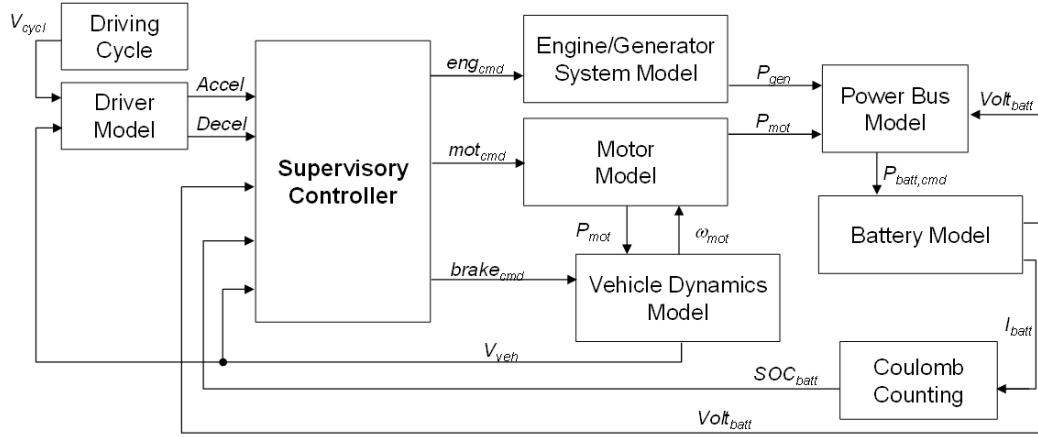 V_cycl
Driving
Cycle
Driver
Model
Accel
Decel
Supervisory
Controller
eng_cmd
mot_cmd
brake_cmd
Engine/Generator
System Model
Motor
Model
P_mot
ω_mot
Vehicle Dynamics
Model
V_veh
P_gen
P_mot
Power Bus
Model
Volt_batt
P_batt,cmd
Battery Model
I_batt
Coulomb
Counting
SOC_batt
Volt_batt